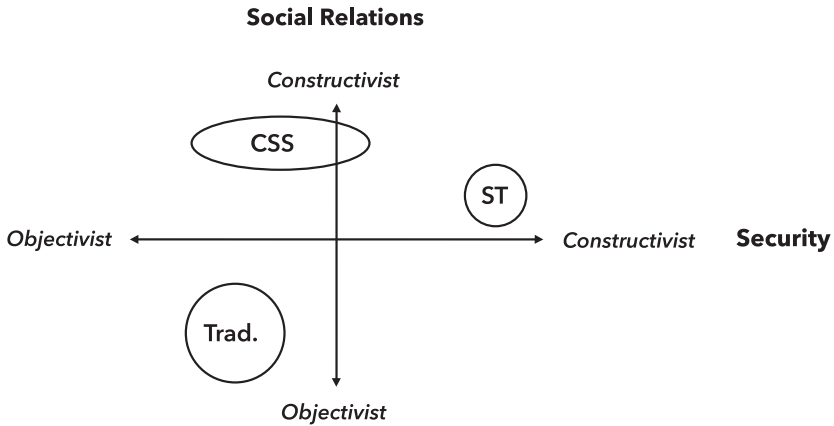 Social Relations
Constructivist
CSS
ST
Objectivist
Constructivist
Security
Trad.
Objectivist